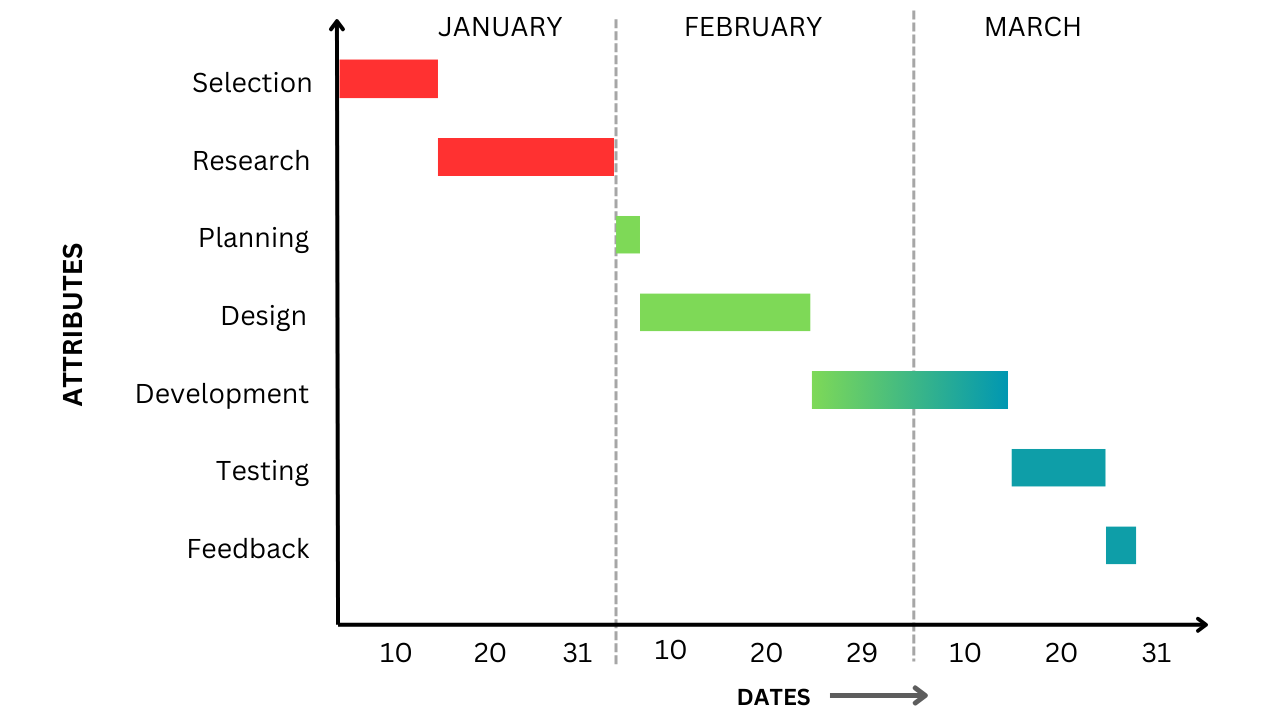 JANUARY FEBRUARY MARCH
Selection
Research
Planning
Design
Development
Testing
Feedback
ATTRIBUTES
10 20 31 10 20 29 10 20 31
DATES